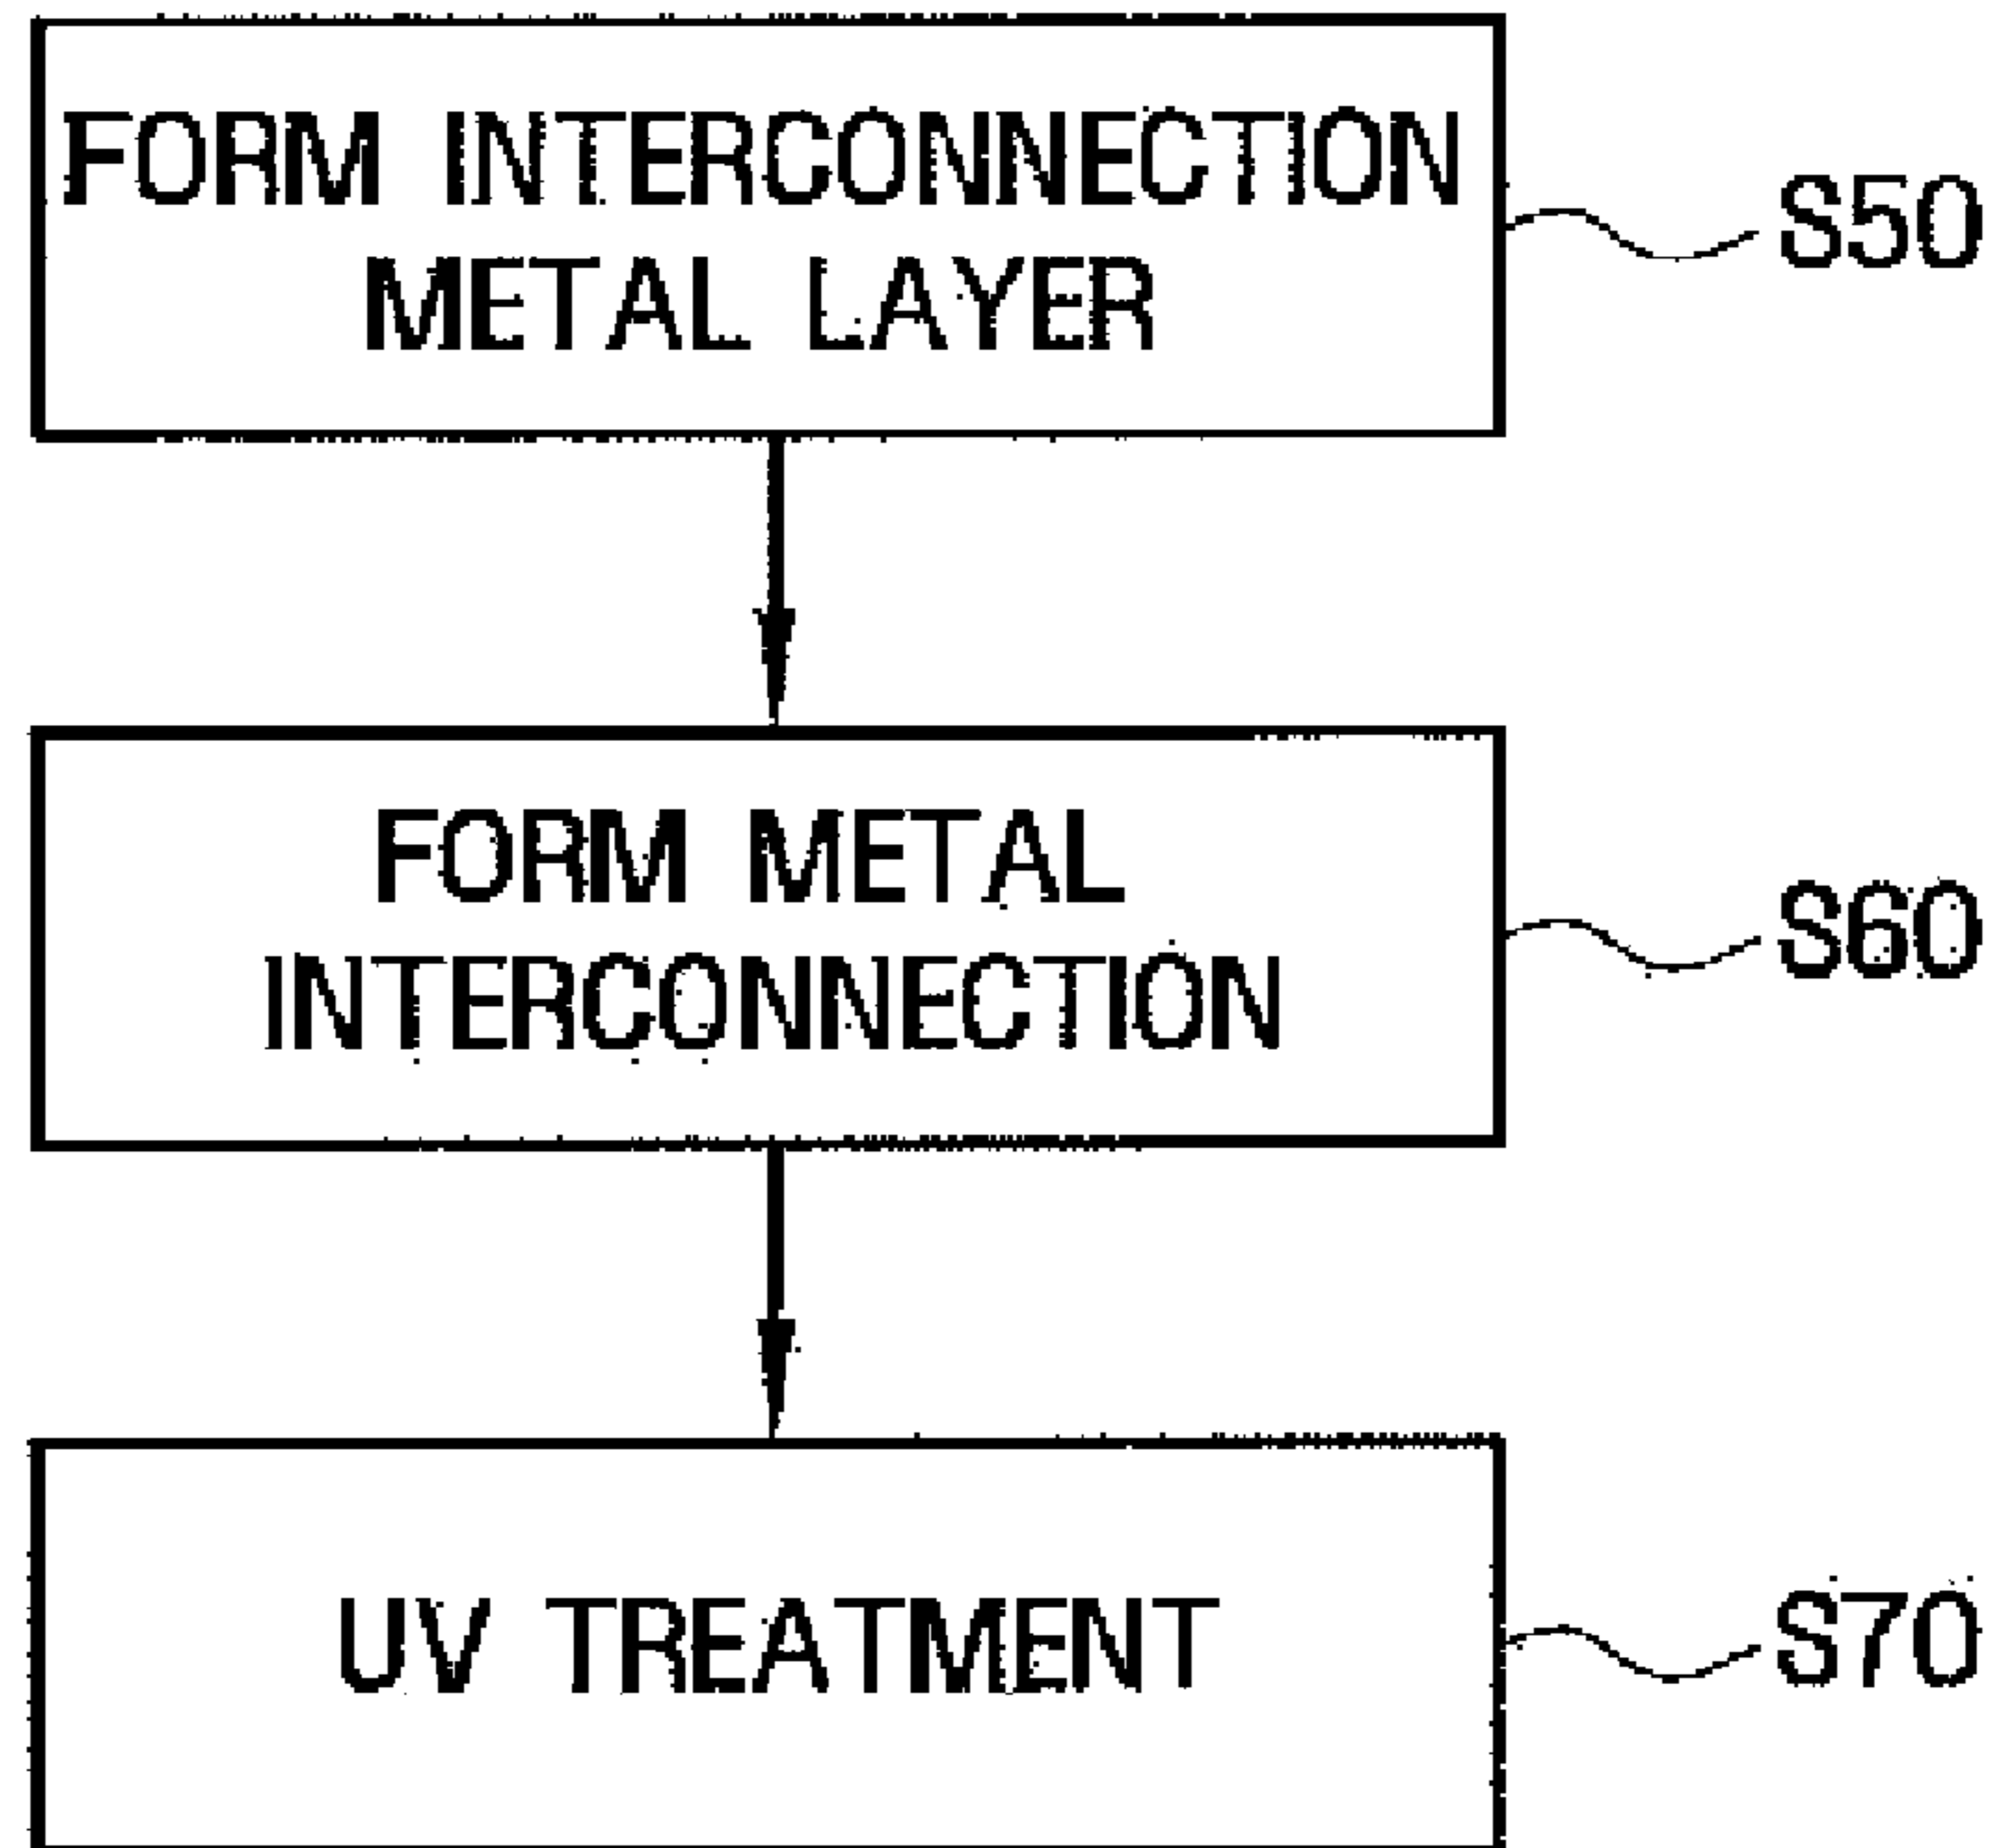 FORM INTERCONNECTION
METAL LAYER
S50
FORM METAL
INTERCONNECTION
S60
UV TREATMENT
S70